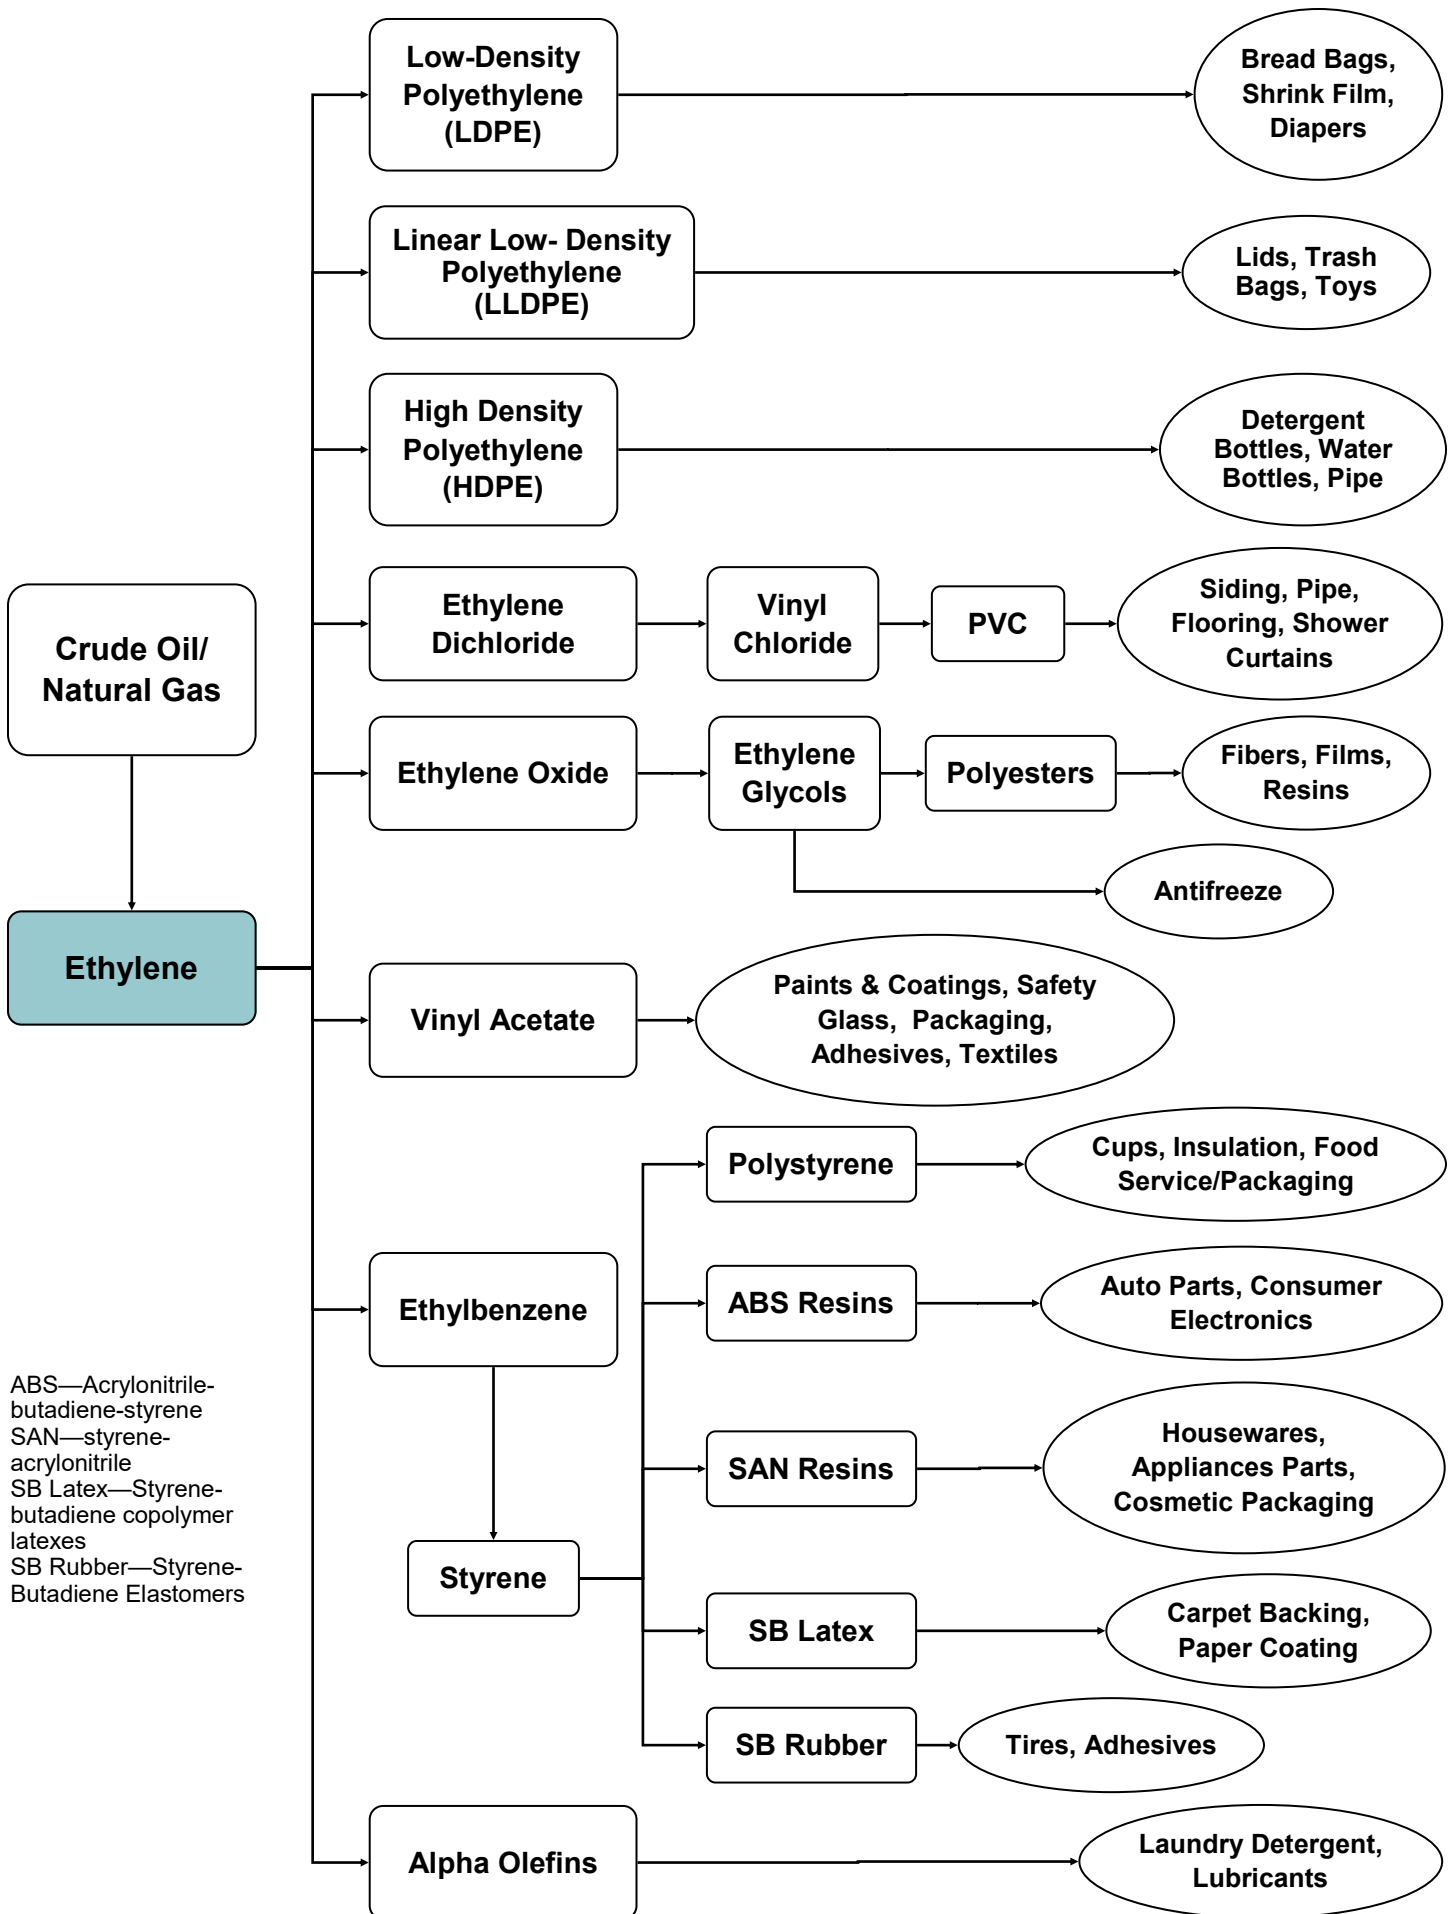 Low-Density
Polyethylene
(LDPE)
Bread Bags,
Shrink Film,
Diapers
Linear Low- Density
Polyethylene
(LLDPE)
Lids, Trash
Bags, Toys
High Density
Polyethylene
(HDPE)
Detergent
Bottles, Water
Bottles, Pipe
Crude Oil/
Natural Gas
Ethylene
Dichloride
Vinyl
Chloride
PVC
Siding, Pipe,
Flooring, Shower
Curtains
Ethylene Oxide
Ethylene
Glycols
Polyesters
Fibers, Films,
Resins
Antifreeze
Ethylene
Vinyl Acetate
Paints & Coatings, Safety
Glass,  Packaging,
Adhesives, Textiles
Polystyrene
Cups, Insulation, Food
Service/Packaging
Ethylbenzene
ABS Resins
Auto Parts, Consumer
Electronics
SAN Resins
Housewares,
Appliances Parts,
Cosmetic Packaging
Styrene
SB Latex
Carpet Backing,
Paper Coating
SB Rubber
Tires, Adhesives
Alpha Olefins
Laundry Detergent,
Lubricants
ABS—Acrylonitrile-
butadiene-styrene
SAN—styrene-
acrylonitrile
SB Latex—Styrene-
butadiene copolymer
latexes
SB Rubber—Styrene-
Butadiene Elastomers